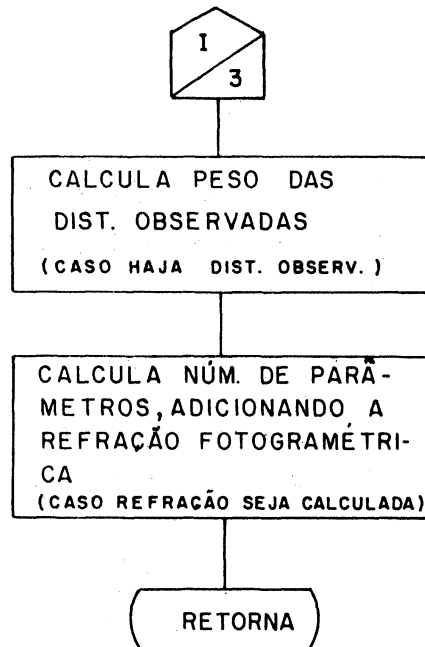 I
3
CALCULA PESO DAS
DIST. OBSERVADAS
(CASO HAJA DIST. OBSERV.)
CALCULA NÚM. DE PARÂ-
METROS, ADICIONANDO A
REFRAÇÃO FOTOGRAMÉTRI-
CA
(CASO REFRAÇÃO SEJA CALCULADA)
RETORNA